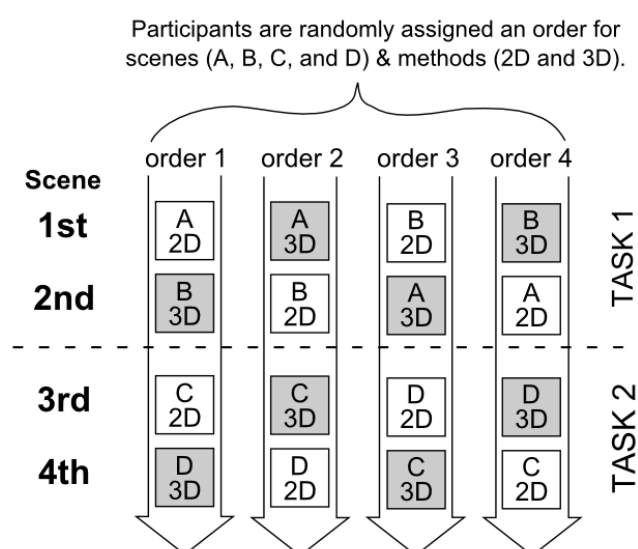 Participants are randomly assigned an order for
scenes (A, B, C, and D) & methods (2D and 3D).
order 1 order 2 order 3 order 4
Scene
1st
A
2D
A
3D
B
2D
B
3D
2nd
B
3D
B
2D
A
3D
A
2D
TASK 1
3rd
C
2D
C
3D
D
2D
D
3D
4th
D
3D
D
2D
C
3D
C
2D
TASK 2